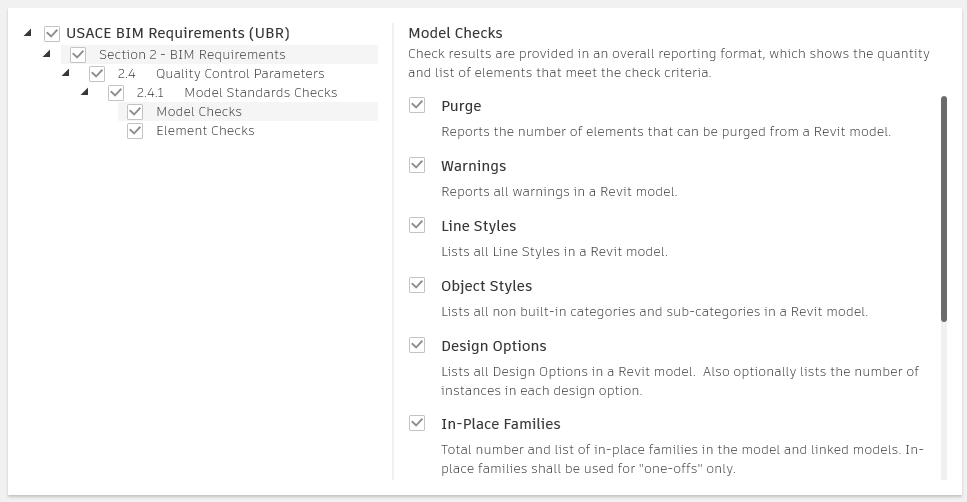 USACE BIM Requirements (UBR)
Section 2 - BIM Requirements
2.4 Quality Control Parameters
2.4.1 Model Standards Checks
Model Checks
Element Checks
Model Checks
Check results are provided in an overall reporting format, which shows the quantity
and list of elements that meet the check criteria.
Purge
Reports the number of elements that can be purged from a Revit model.
Warnings
Reports all warnings in a Revit model.
Line Styles
Lists all Line Styles in a Revit model.
Object Styles
Lists all non built-in categories and sub-categories in a Revit model.
Design Options
Lists all Design Options in a Revit model.  Also optionally lists the number of
instances in each design option.
In-Place Families
Total number and list of in-place families in the model and linked models. In-
place families shall be used for "one-offs" only.